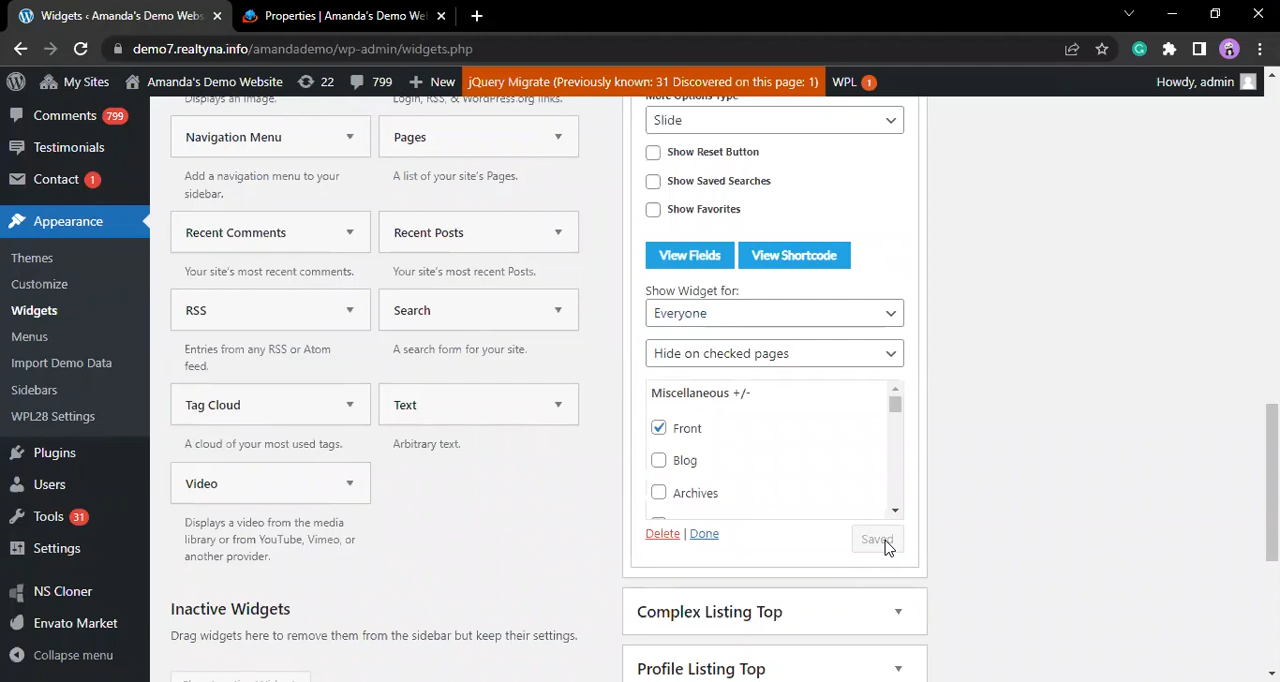 Widgets ‹ Amanda's Demo Webs
Properties | Amanda's Demo We
demo7.realtyna.info/amandademo/wp-admin/widgets.php
My Sites
Amanda's Demo Website
22
799
New
jQuery Migrate (Previously known: 31 Discovered on this page: 1)
WPL 1
Howdy, admin
Comments 799
Testimonials
Contact 1
Appearance
Themes
Customize
Widgets
Menus
Import Demo Data
Sidebars
WPL28 Settings
Plugins
Users
Tools 31
Settings
NS Cloner
Envato Market
Collapse menu
Displays an image.
Login, RSS, & WordPress.org links.
Navigation Menu
Pages
Add a navigation menu to your
sidebar.
A list of your site's Pages.
Recent Comments
Recent Posts
Your site's most recent comments.
Your site's most recent Posts.
RSS
Search
Entries from any RSS or Atom
feed.
A search form for your site.
Tag Cloud
Text
A cloud of your most used tags.
Arbitrary text.
Video
Displays a video from the media
library or from YouTube, Vimeo, or
another provider.
Inactive Widgets
Drag widgets here to remove them from the sidebar but keep their settings.
More Options Type
Slide
Show Reset Button
Show Saved Searches
Show Favorites
View Fields
View Shortcode
Show Widget for:
Everyone
Hide on checked pages
Miscellaneous +/-
Front
Blog
Archives
Delete | Done
Saved
Complex Listing Top
Profile Listing Top